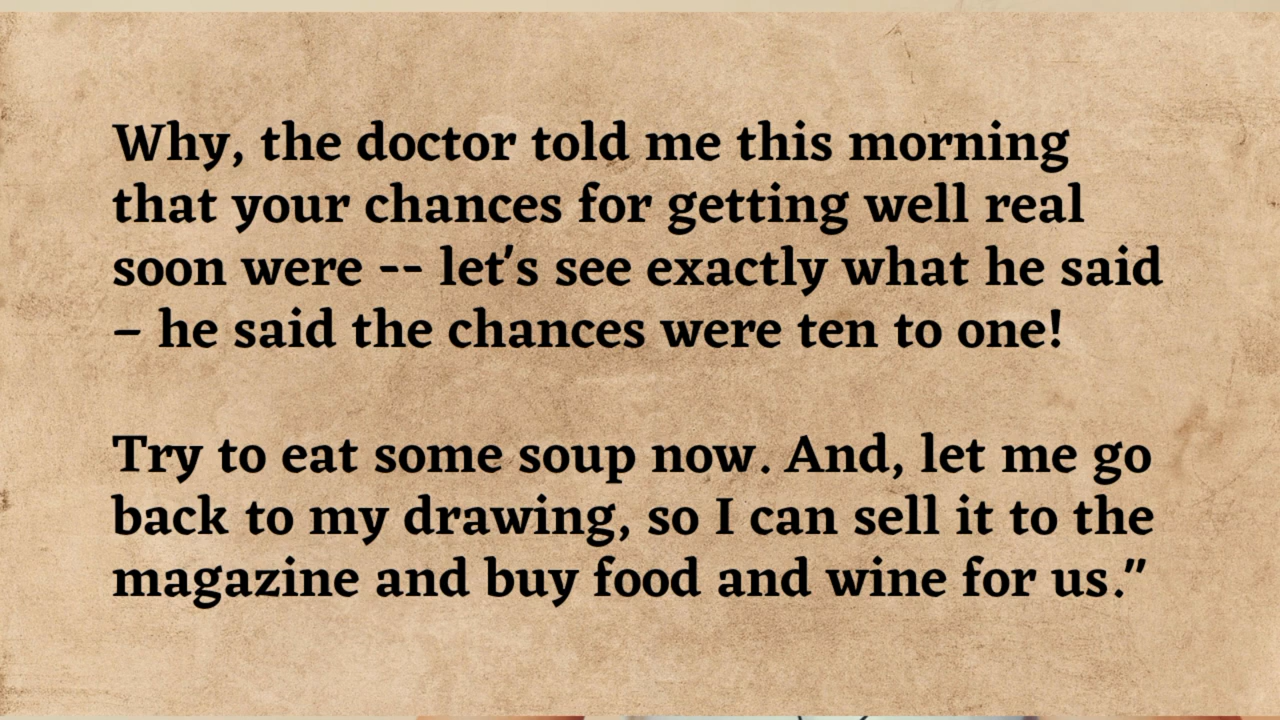 Why, the doctor told me this morning
that your chances for getting well real
soon were -- let's see exactly what he said
– he said the chances were ten to one!
Try to eat some soup now. And, let me go
back to my drawing, so I can sell it to the
magazine and buy food and wine for us."